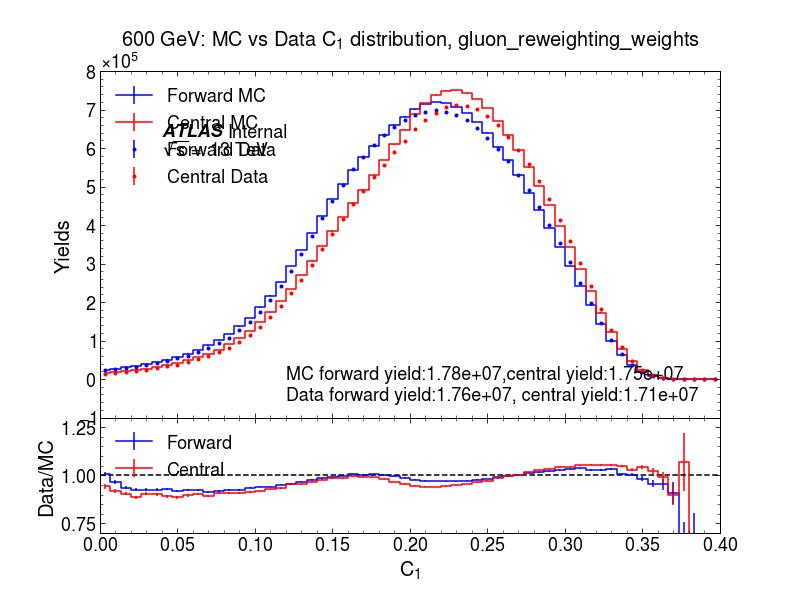 600 GeV: MC vs Data C₁ distribution, gluon_reweighting_weights
×10⁵
8
7
6
5
4
3
2
1
0
−1
Yields
Forward MC
Central MC
ATLAS Internal
√s = 13 TeV
Forward Data
Central Data
MC forward yield:1.78e+07,central yield:1.75e+07
Data forward yield:1.76e+07, central yield:1.71e+07
1.25
1.00
0.75
Data/MC
Forward
Central
0.00 0.05 0.10 0.15 0.20 0.25 0.30 0.35 0.40
C₁